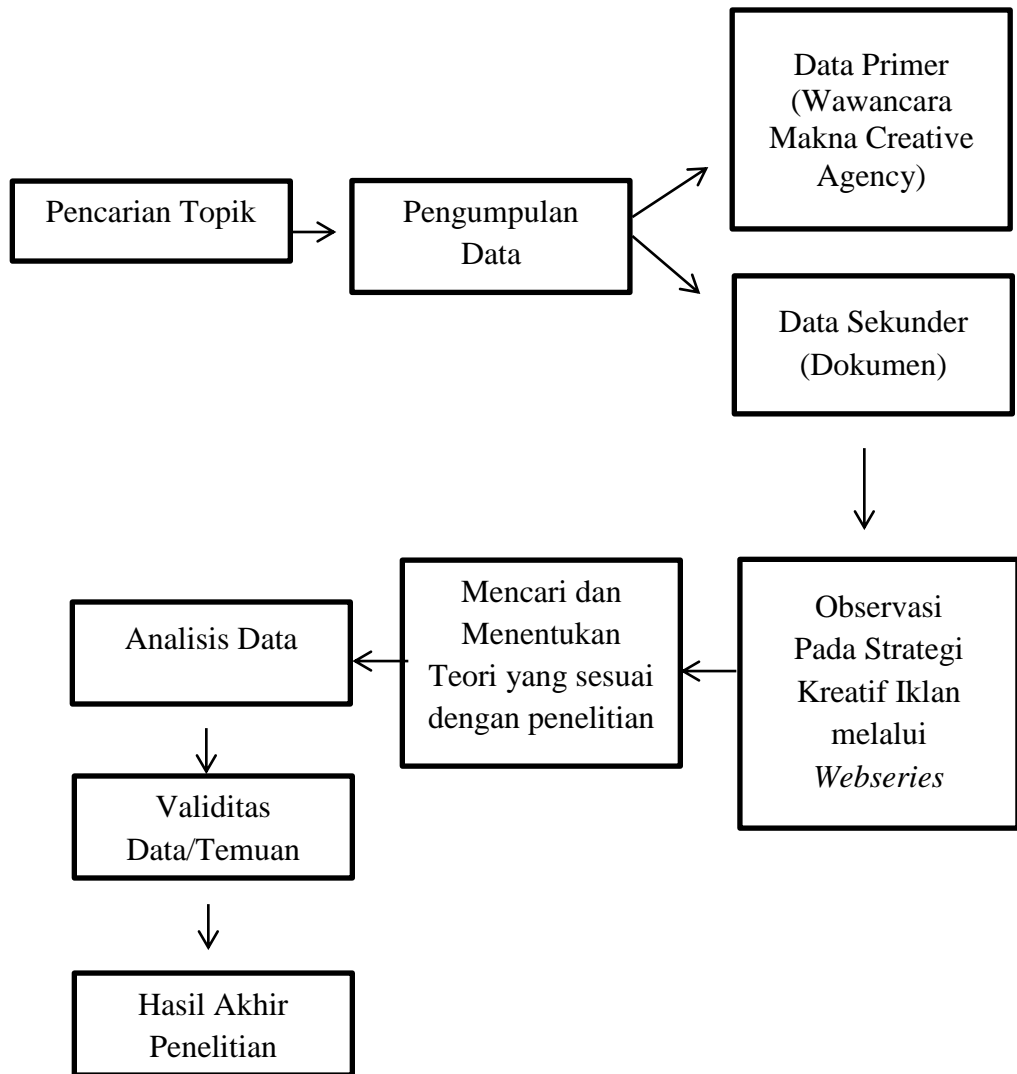 Pencarian Topik
Pengumpulan
Data
Data Primer
(Wawancara
Makna Creative
Agency)
Data Sekunder
(Dokumen)
Observasi
Pada Strategi
Kreatif Iklan
melalui
Webseries
Mencari dan
Menentukan
Teori yang sesuai
dengan penelitian
Analisis Data
Validitas
Data/Temuan
Hasil Akhir
Penelitian